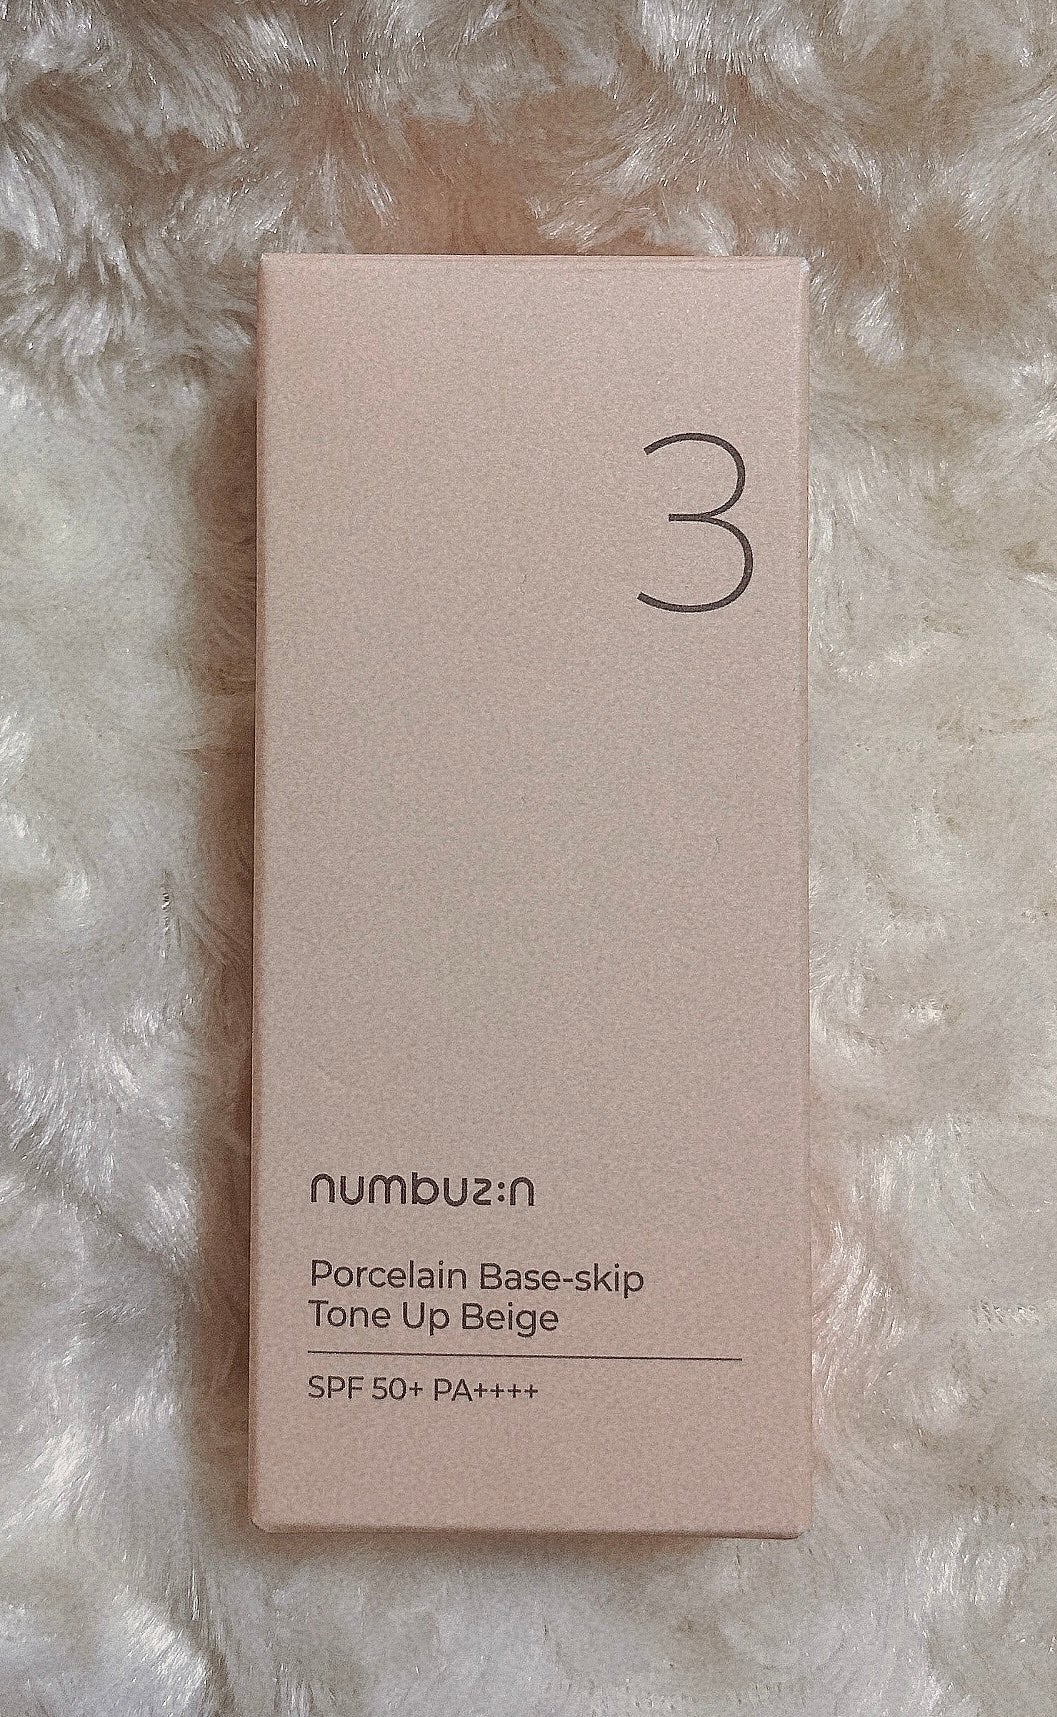 3
numbuz:n
Porcelain Base-skip
Tone Up Beige
SPF 50+ PA++++